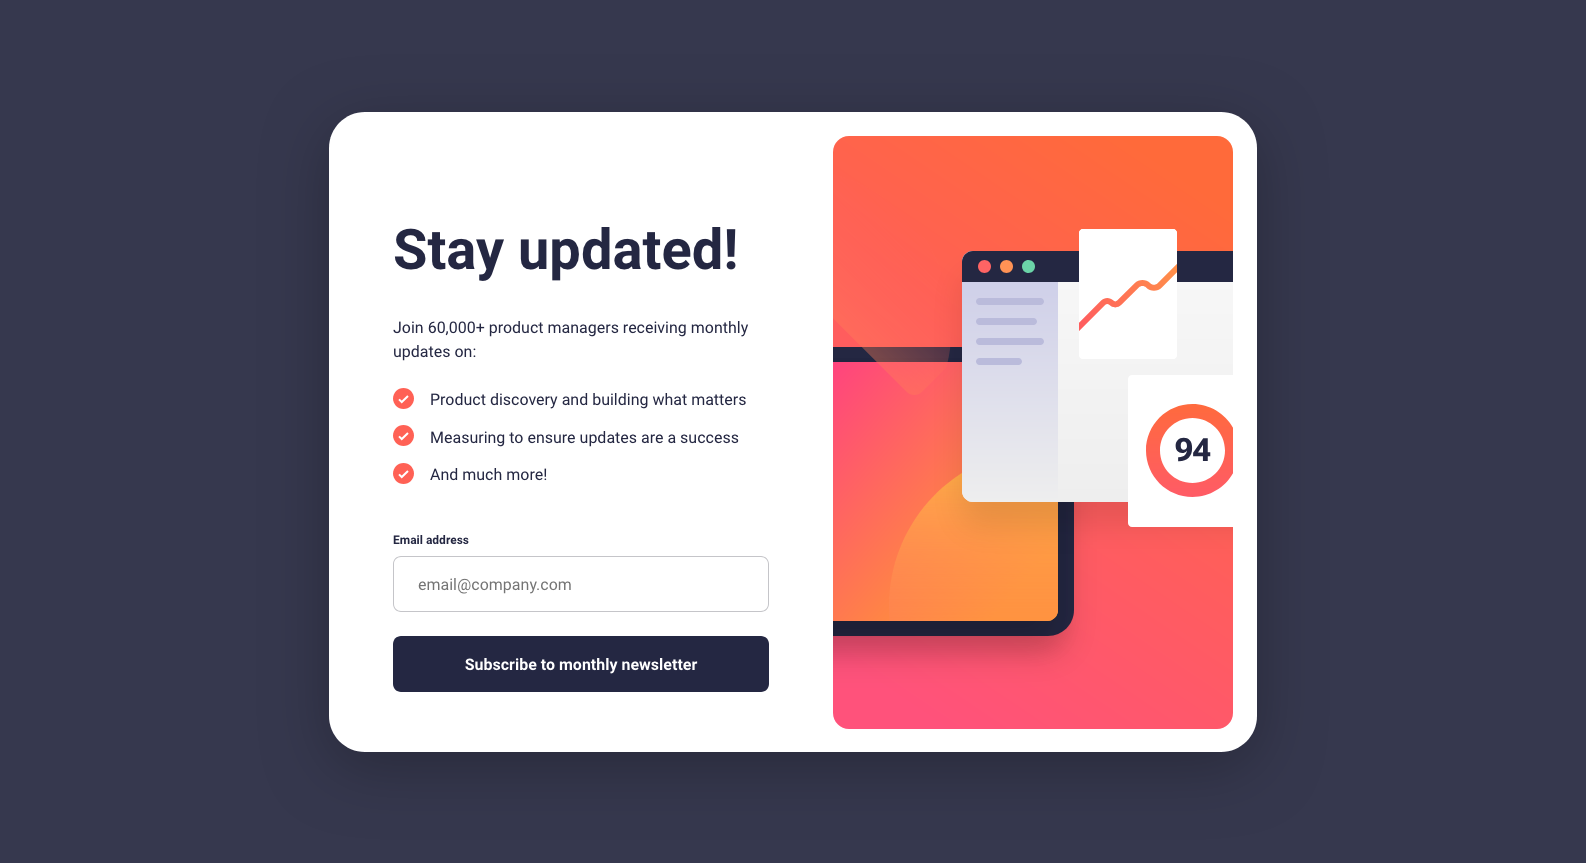 Stay updated!
Join 60,000+ product managers receiving monthly
updates on:
Product discovery and building what matters
Measuring to ensure updates are a success
And much more!
Email address
email@company.com
Subscribe to monthly newsletter
94